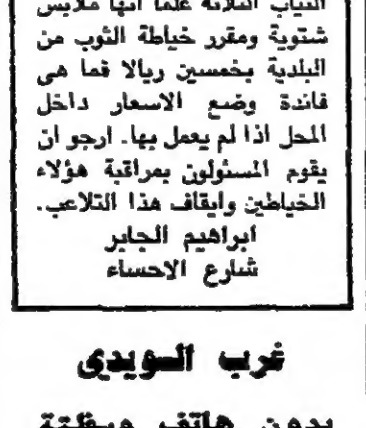 الثياب الثلاثة علما انها ملابس
شتوية ومقرر خياطة الثوب من
البلدية بخمسين ريالا فما هى
فائدة وضع الاسعار داخل
المحل اذا لم يعمل بها. ارجو ان
يقوم المسئولون بمراقبة هؤلاء
الخياطين وايقاف هذا التلاعب.
ابراهيم الجابر
شارع الاحساء
غرب السويدى
بدون هاتف